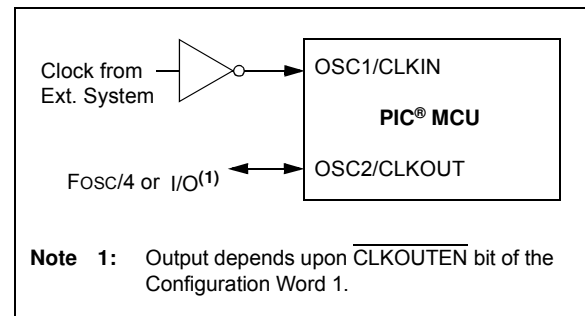 Clock from
Ext. System
OSC1/CLKIN
PIC® MCU
FOSC/4 or I/O(1)
OSC2/CLKOUT
Note 1: Output depends upon CLKOUTEN bit of the
Configuration Word 1.